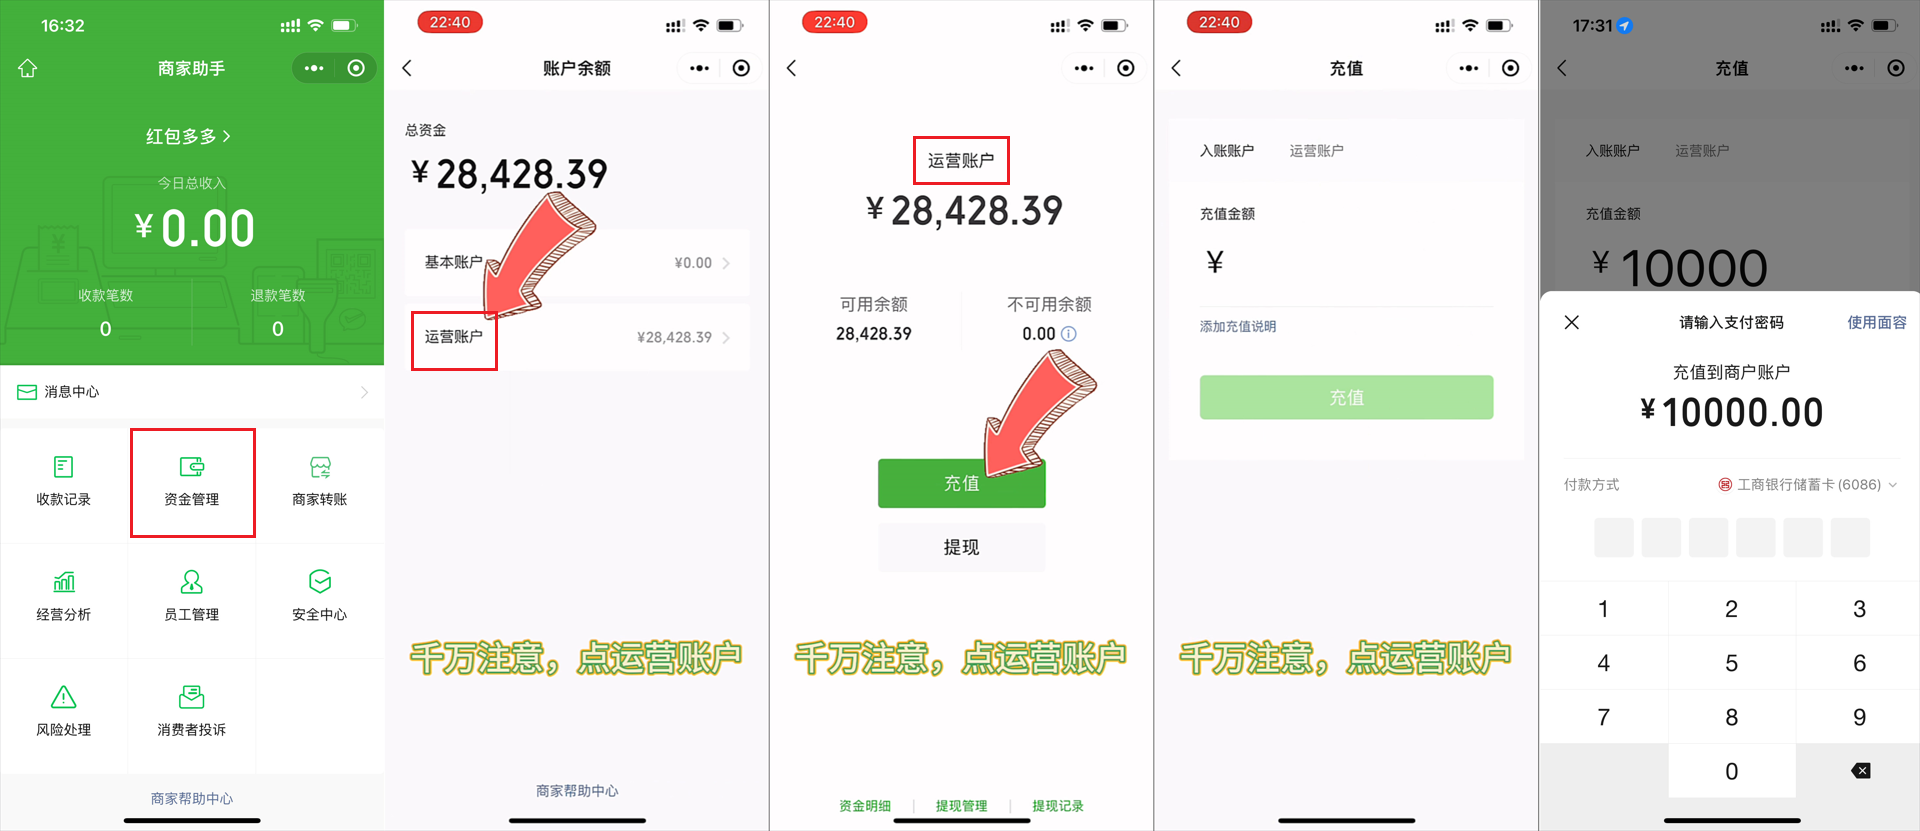 16:32
商家助手
红包多多
今日总收入
¥0.00
收款笔数
退款笔数
0
0
消息中心
收款记录
资金管理
商家转账
经营分析
员工管理
安全中心
风险处理
消费者投诉
商家帮助中心
22:40
账户余额
总资金
¥28,428.39
基本账户
¥0.00
运营账户
¥28,428.39
千万注意，点运营账户
商家帮助中心
22:40
运营账户
¥28,428.39
可用余额
不可用余额
28,428.39
0.00
充值
提现
千万注意，点运营账户
资金明细
提现管理
提现记录
22:40
充值
入账账户
运营账户
充值金额
¥
添加充值说明
充值
千万注意，点运营账户
17:31
充值
入账账户
运营账户
充值金额
¥10000
请输入支付密码
使用面容
充值到商户账户
¥10000.00
付款方式
工商银行储蓄卡(6086)
1
2
3
4
5
6
7
8
9
0